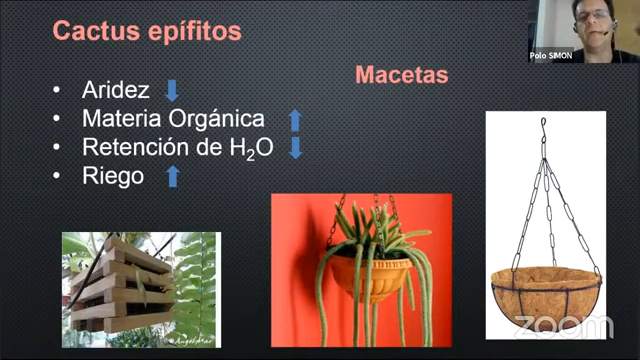 Cactus epífitos
Polo SIMON
Macetas
• Aridez
• Materia Orgánica
• Retención de H₂O
• Riego
zoom